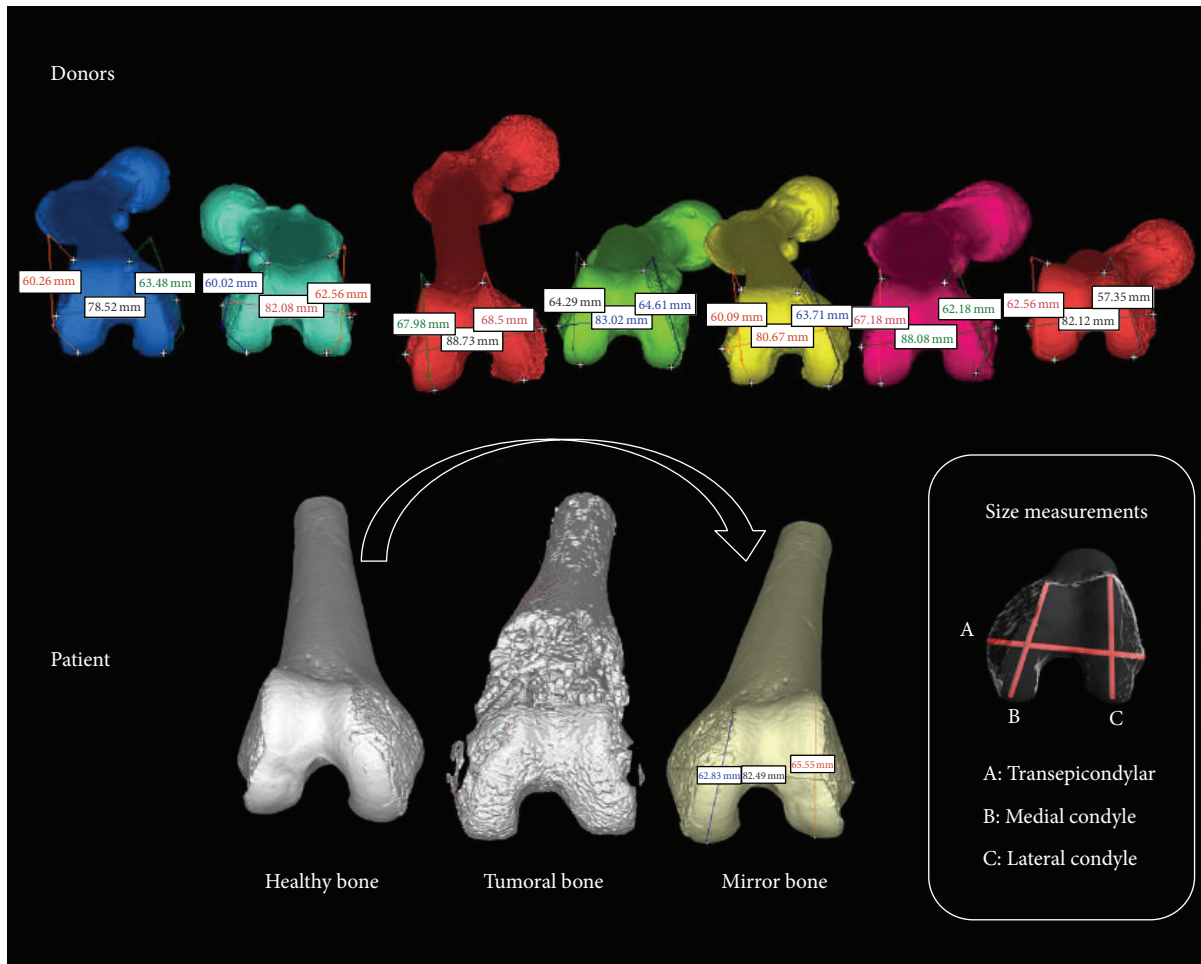 Donors
60.26 mm
78.52 mm
63.48 mm
60.02 mm
82.08 mm
62.56 mm
67.98 mm
88.73 mm
68.5 mm
64.29 mm
83.02 mm
64.61 mm
60.09 mm
80.67 mm
63.71 mm
67.18 mm
88.08 mm
62.18 mm
62.56 mm
82.12 mm
57.35 mm
Patient
62.83 mm
82.49 mm
65.55 mm
Healthy bone
Tumoral bone
Mirror bone
Size measurements
A
B
C
A: Transepicondylar
B: Medial condyle
C: Lateral condyle